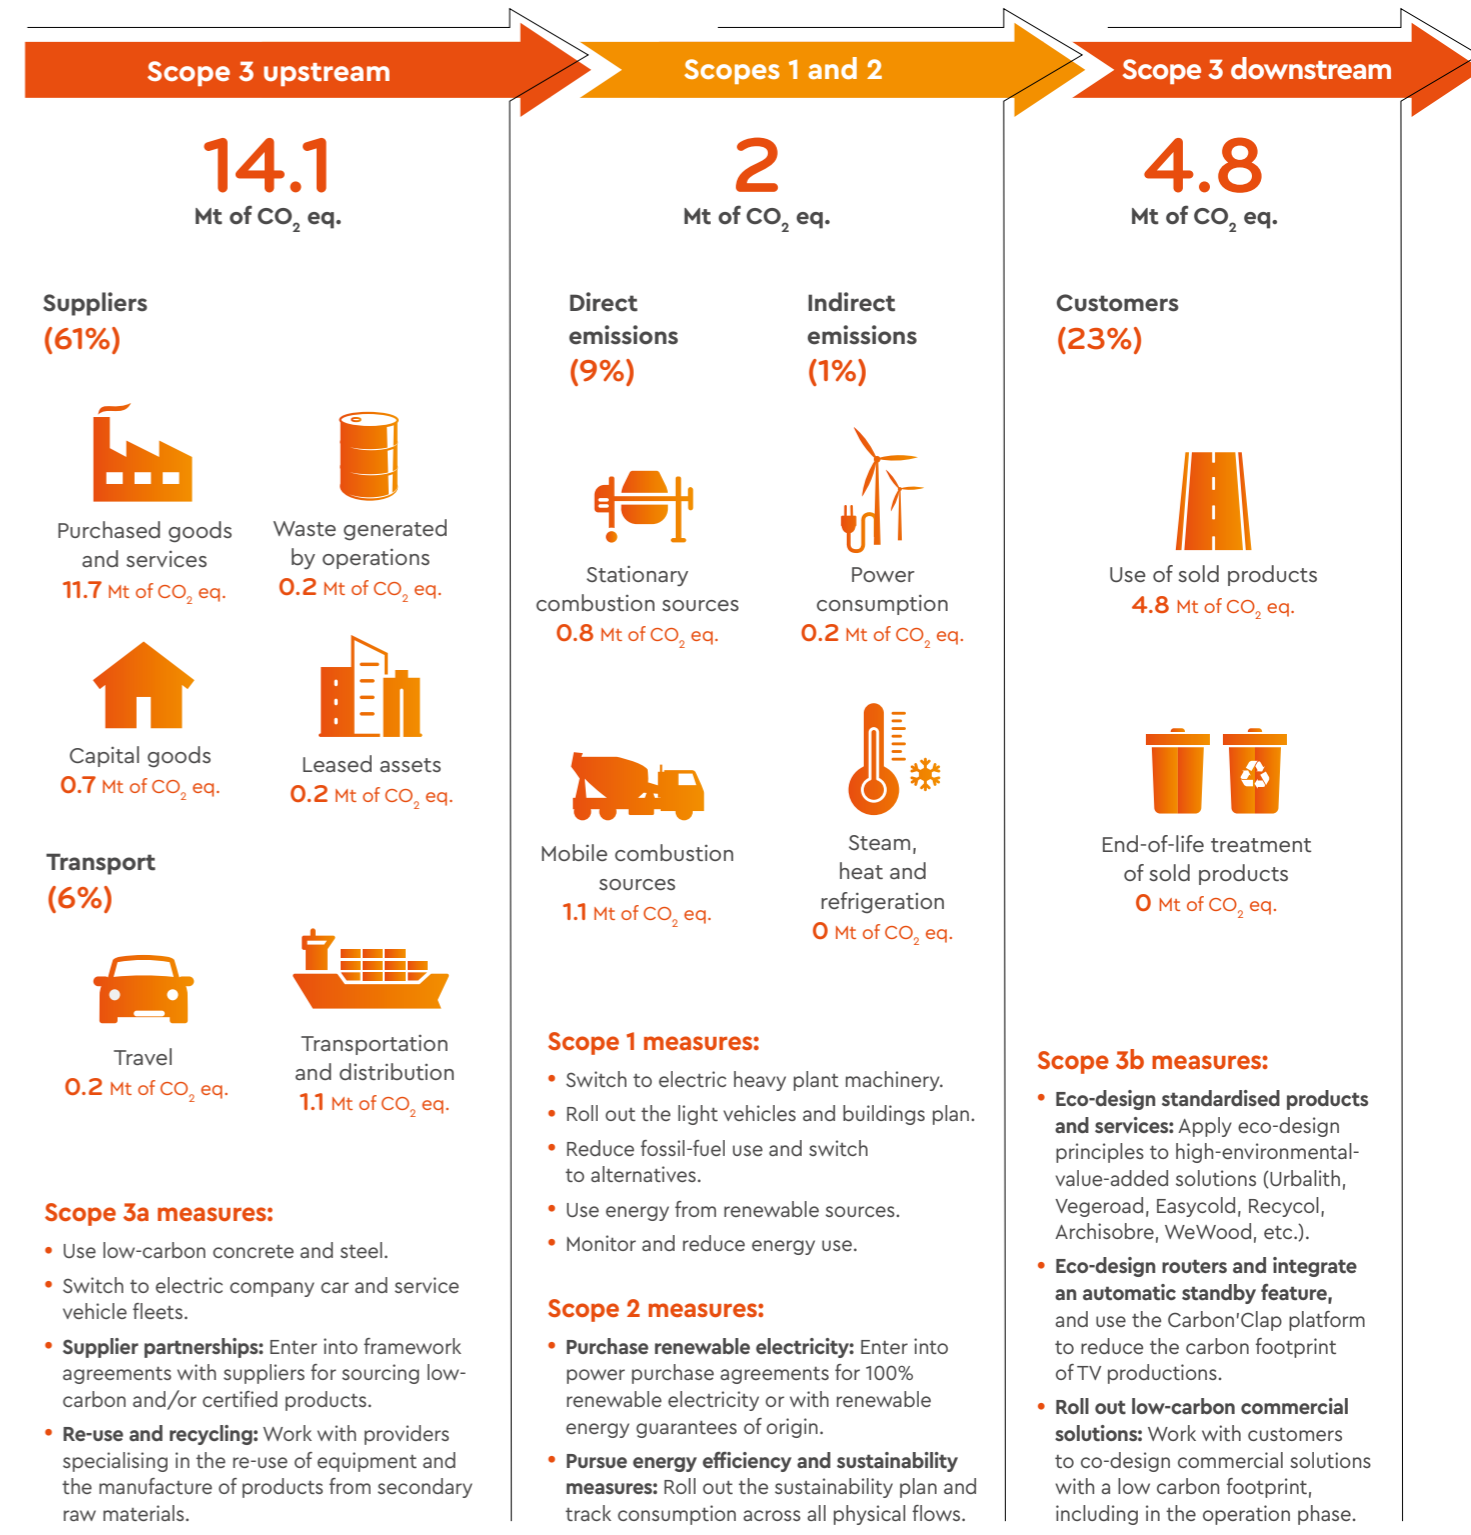 Scope 3 upstream
14.1
Mt of CO2 eq.
Suppliers
(61%)
Purchased goods
and services
11.7 Mt of CO2 eq.
Waste generated
by operations
0.2 Mt of CO2 eq.
Capital goods
0.7 Mt of CO2 eq.
Leased assets
0.2 Mt of CO2 eq.
Transport
(6%)
Travel
0.2 Mt of CO2 eq.
Transportation
and distribution
1.1 Mt of CO2 eq.
Scope 3a measures:
• Use low-carbon concrete and steel.
• Switch to electric company car and service
vehicle fleets.
• Supplier partnerships: Enter into framework
agreements with suppliers for sourcing low-
carbon and/or certified products.
• Re-use and recycling: Work with providers
specialising in the re-use of equipment and
the manufacture of products from secondary
raw materials.
Scopes 1 and 2
2
Mt of CO2 eq.
Direct
emissions
(9%)
Stationary
combustion sources
0.8 Mt of CO2 eq.
Mobile combustion
sources
1.1 Mt of CO2 eq.
Indirect
emissions
(1%)
Power
consumption
0.2 Mt of CO2 eq.
Steam,
heat and
refrigeration
0 Mt of CO2 eq.
Scope 1 measures:
• Switch to electric heavy plant machinery.
• Roll out the light vehicles and buildings plan.
• Reduce fossil-fuel use and switch
to alternatives.
• Use energy from renewable sources.
• Monitor and reduce energy use.
Scope 2 measures:
• Purchase renewable electricity: Enter into
power purchase agreements for 100%
renewable electricity or with renewable
energy guarantees of origin.
• Pursue energy efficiency and sustainability
measures: Roll out the sustainability plan and
track consumption across all physical flows.
Scope 3 downstream
4.8
Mt of CO2 eq.
Customers
(23%)
Use of sold products
4.8 Mt of CO2 eq.
End-of-life treatment
of sold products
0 Mt of CO2 eq.
Scope 3b measures:
• Eco-design standardised products
and services: Apply eco-design
principles to high-environmental-
value-added solutions (Urbalith,
Vegeroad, Easycold, Recycol,
Archisobre, WeWood, etc.).
• Eco-design routers and integrate
an automatic standby feature,
and use the Carbon'Clap platform
to reduce the carbon footprint
of TV productions.
• Roll out low-carbon commercial
solutions: Work with customers
to co-design commercial solutions
with a low carbon footprint,
including in the operation phase.